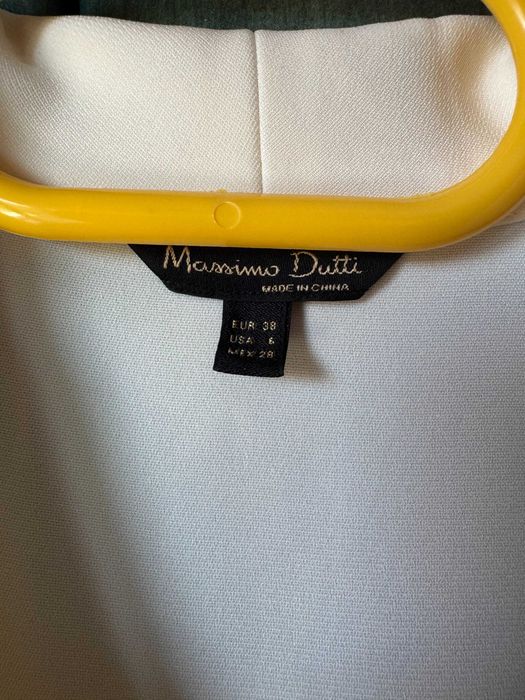 Massimo Dutti
MADE IN CHINA
EUR 38
USA 6
MEX 28